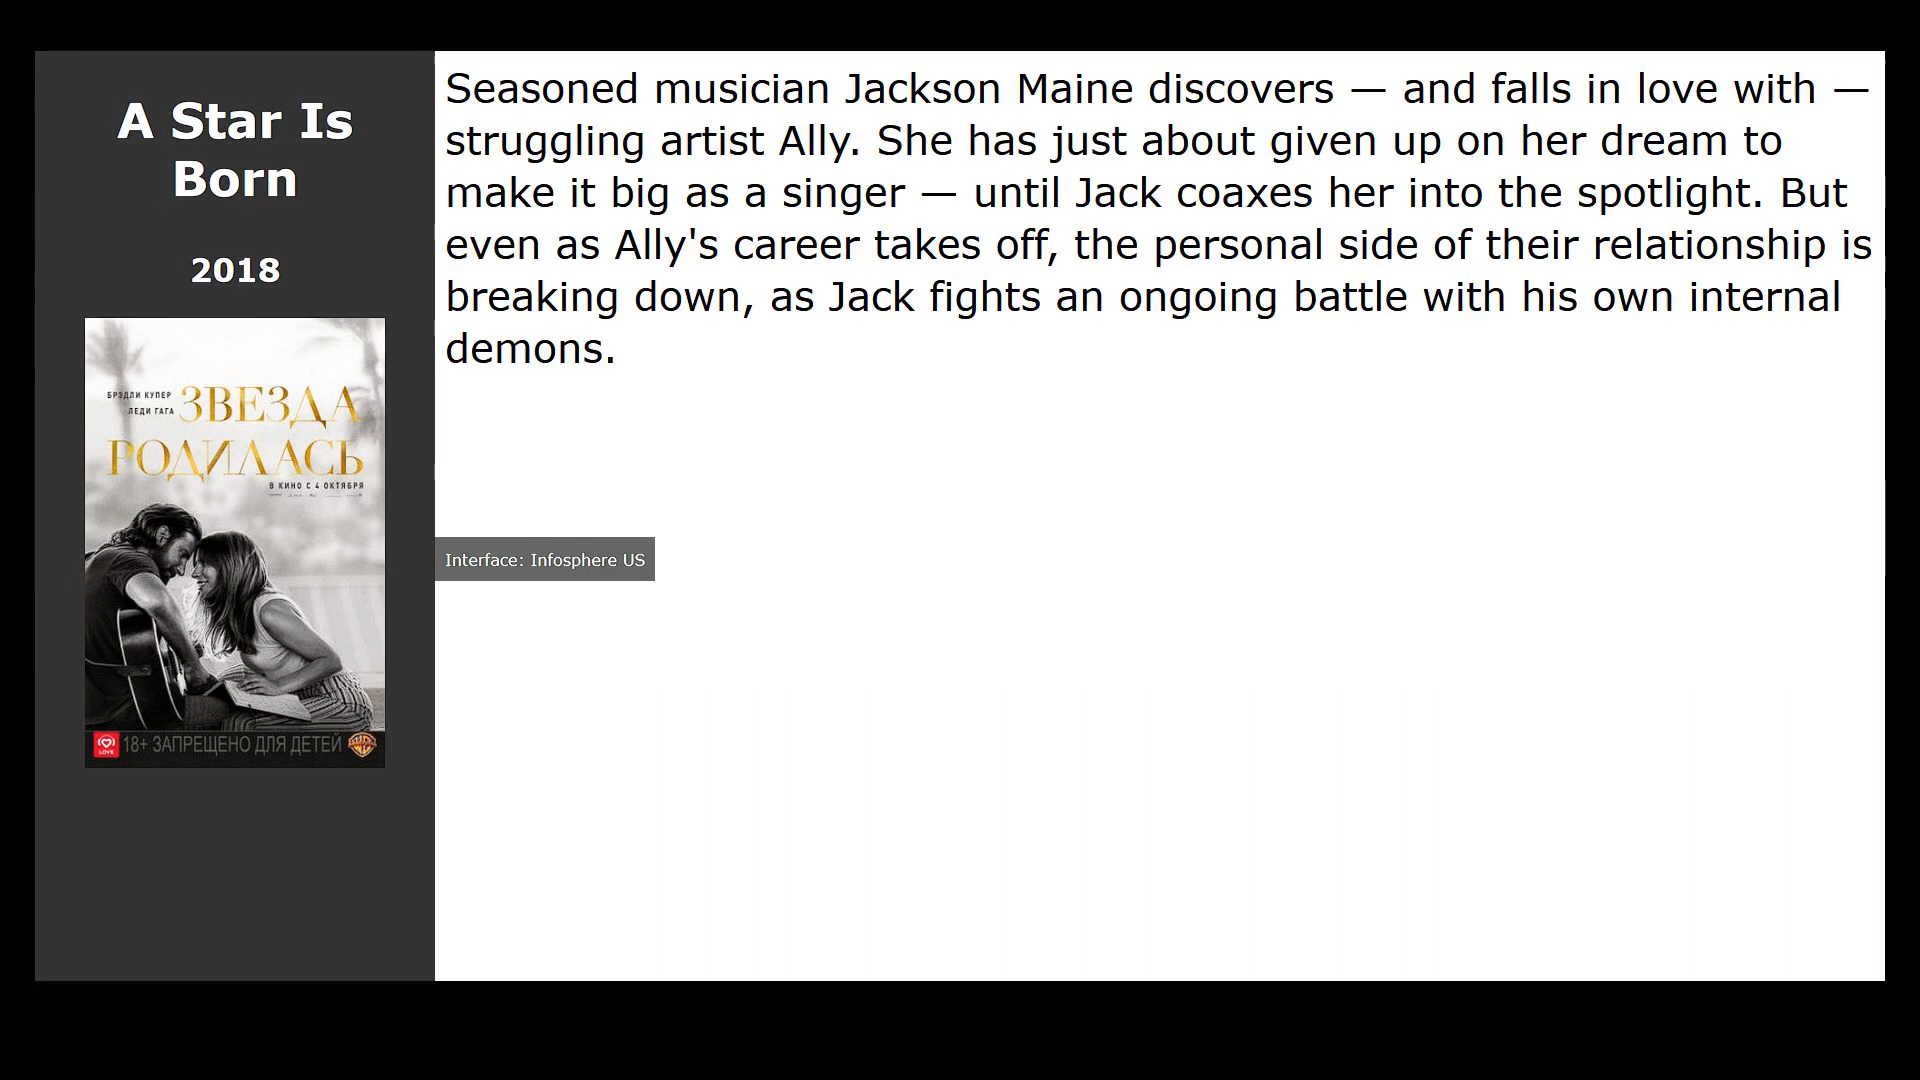 A Star Is
Born
2018
БРЭДЛИ КУПЕР
ЛЕДИ ГАГА
ЗВЕЗДА
РОДИЛАСЬ
В КИНО С 4 ОКТЯБРЯ
LOVE
18+ ЗАПРЕЩЕНО ДЛЯ ДЕТЕЙ
Seasoned musician Jackson Maine discovers — and falls in love with —
struggling artist Ally. She has just about given up on her dream to
make it big as a singer — until Jack coaxes her into the spotlight. But
even as Ally's career takes off, the personal side of their relationship is
breaking down, as Jack fights an ongoing battle with his own internal
demons.
Interface: Infosphere US